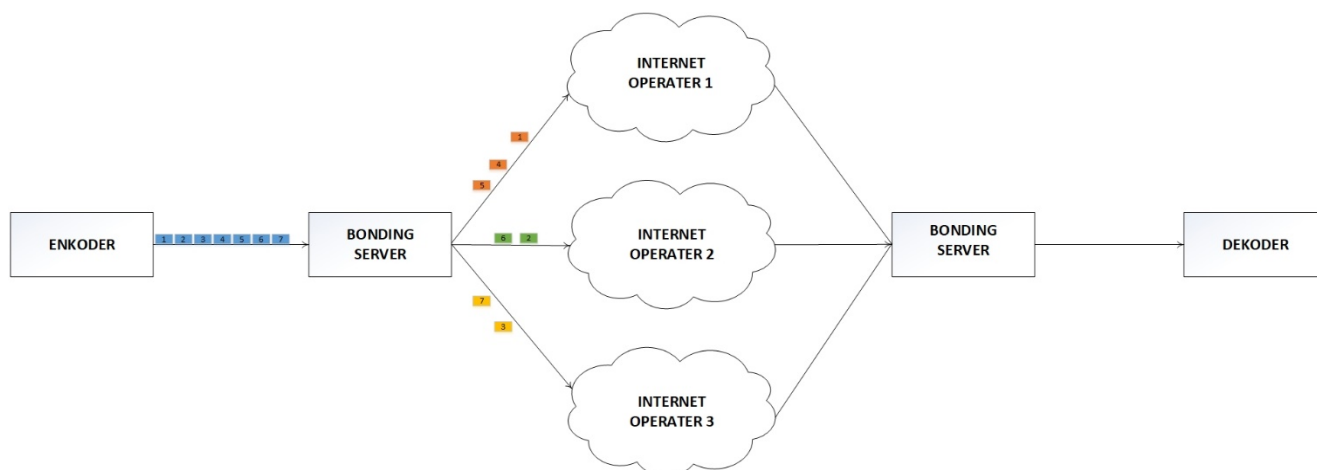 INTERNET
OPERATER 1
1
4
5
ENKODER
1 2 3 4 5 6 7
BONDING
SERVER
6 2
INTERNET
OPERATER 2
BONDING
SERVER
DEKODER
7
3
INTERNET
OPERATER 3